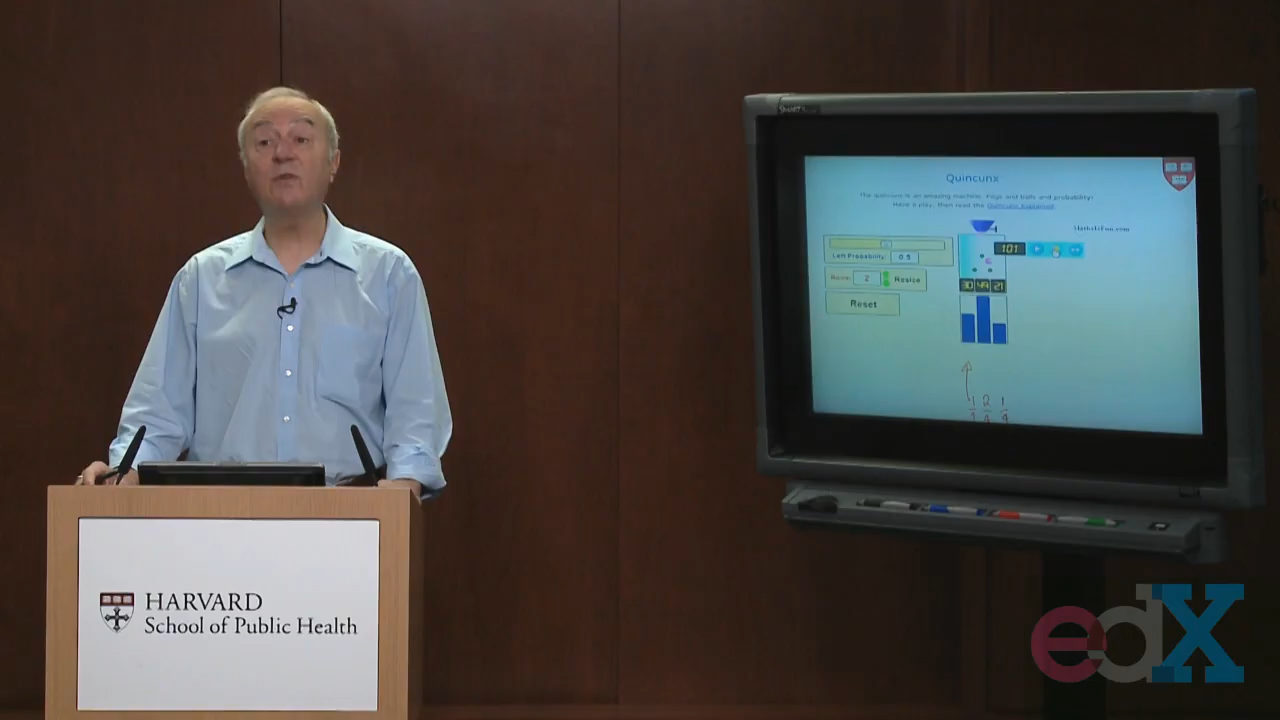 SMART
Quincunx
The quincunx is an amazing machine. Pegs and balls and probability!
Have a play, then read the Quincunx Explained.
MathsIsFun.com
101
Left Probability: 0.5
Rows: 2 Resize
30 49 21
Reset
1 2 1
4 4 4
HARVARD
School of Public Health
edX